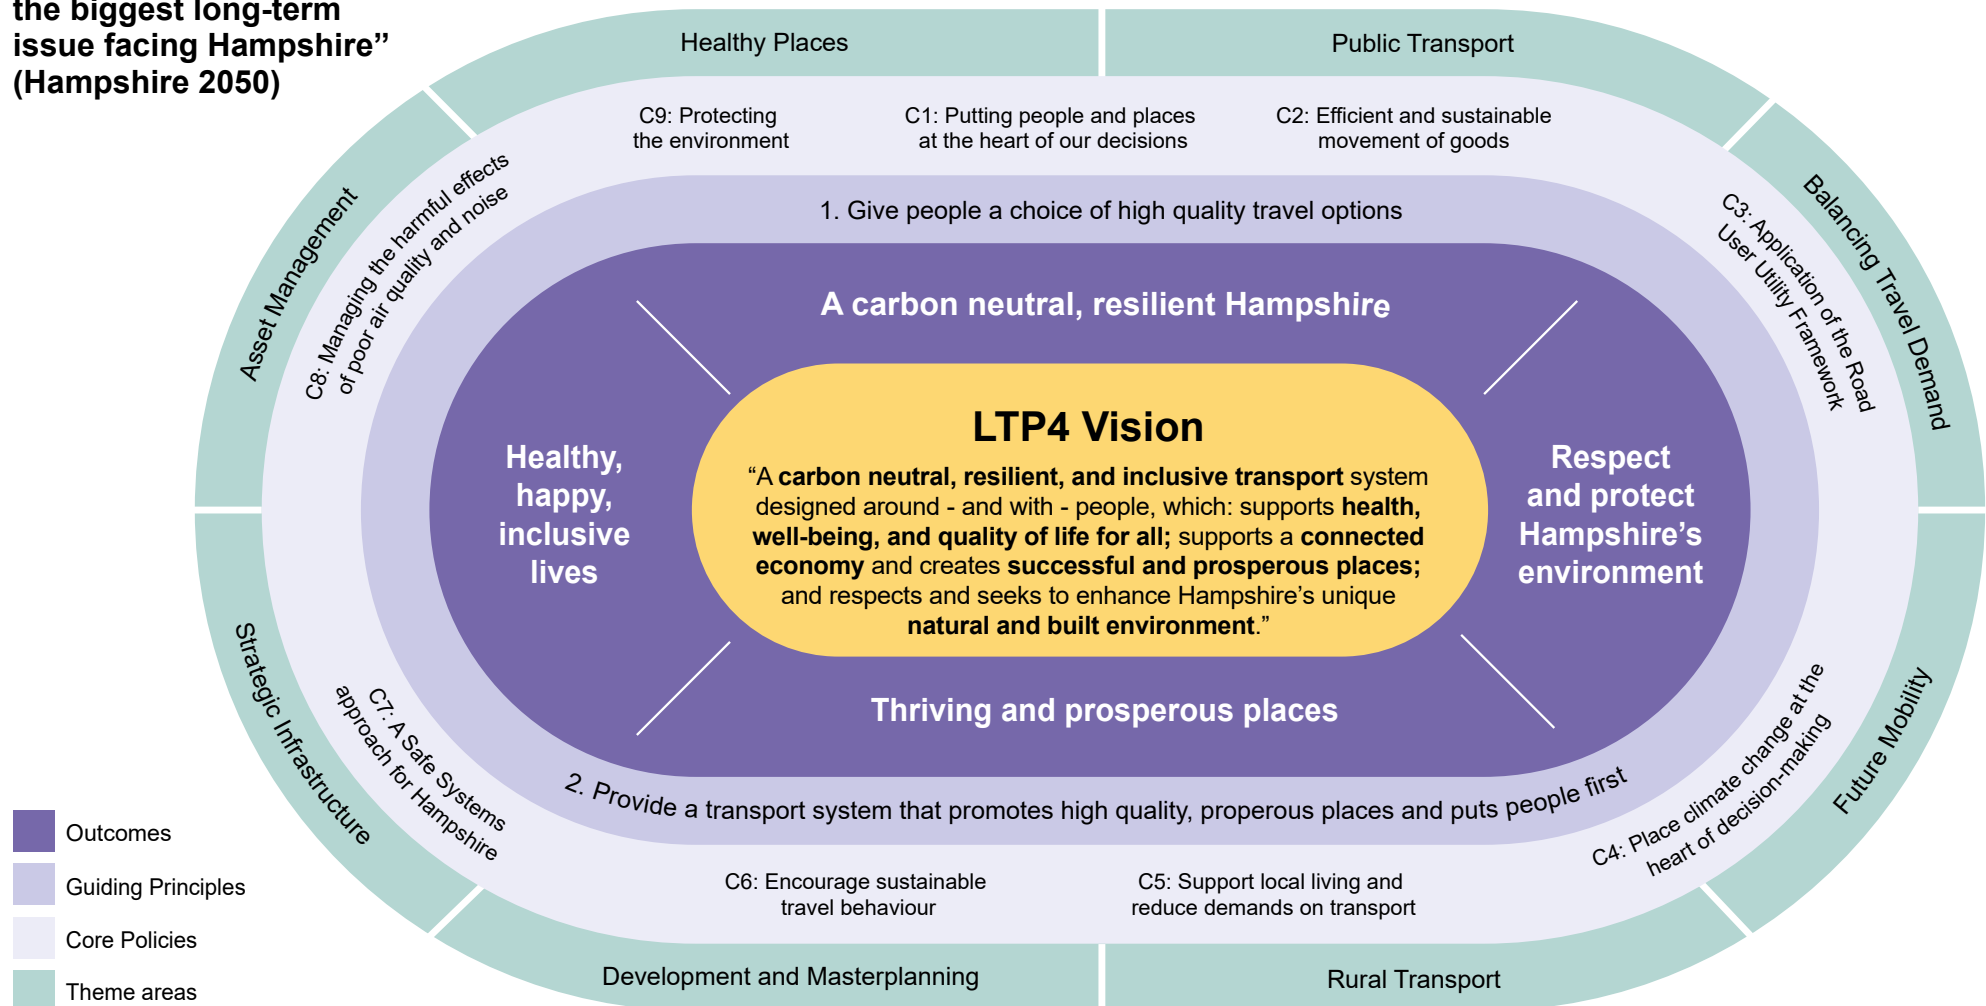 the biggest long-term
issue facing Hampshire”
(Hampshire 2050)
Healthy Places
Public Transport
Balancing Travel Demand
Future Mobility
Rural Transport
Development and Masterplanning
Strategic Infrastructure
Asset Management
C9: Protecting
the environment
C1: Putting people and places
at the heart of our decisions
C2: Efficient and sustainable
movement of goods
C3: Application of the Road
User Utility Framework
C4: Place climate change at the
heart of decision-making
C5: Support local living and
reduce demands on transport
C6: Encourage sustainable
travel behaviour
C7: A Safe Systems
approach for Hampshire
C8: Managing the harmful effects
of poor air quality and noise
1. Give people a choice of high quality travel options
2. Provide a transport system that promotes high quality, properous places and puts people first
A carbon neutral, resilient Hampshire
Respect
and protect
Hampshire’s
environment
Thriving and prosperous places
Healthy,
happy,
inclusive
lives
LTP4 Vision
“A carbon neutral, resilient, and inclusive transport system
designed around - and with - people, which: supports health,
well-being, and quality of life for all; supports a connected
economy and creates successful and prosperous places;
and respects and seeks to enhance Hampshire’s unique
natural and built environment.”
Outcomes
Guiding Principles
Core Policies
Theme areas